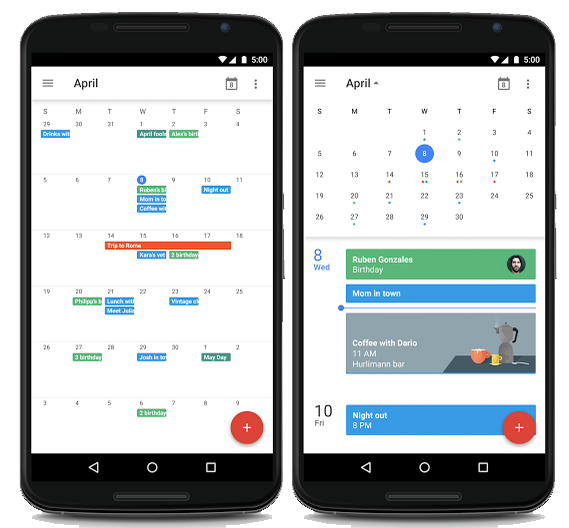 5:00
April
8
S M T W T F S
29 30 31 1 2 3 4
Drinks wit April fools Alex's birt
5 6 7 8 9 10 11
Ruben's bi Night out
Mom in to
Coffee wit
12 13 14 15 16 17 18
Trip to Rome
Kara's vet 2 birthday
19 20 21 22 23 24 25
Philipp's b Lunch with Vintage cl
Meet Julia
26 27 28 29 30 1 2
3 birthday Josh in to May Day
3 4 5 6 7 8 9
2 birthday
+
5:00
April
8
S M T W T F S
1 2 3 4
5 6 7 8 9 10 11
12 13 14 15 16 17 18
19 20 21 22 23 24 25
26 27 28 29 30
8
Wed
Ruben Gonzales
Birthday
Mom in town
Coffee with Dario
11 AM
Hurlimann bar
10
Fri
Night out
8 PM
+